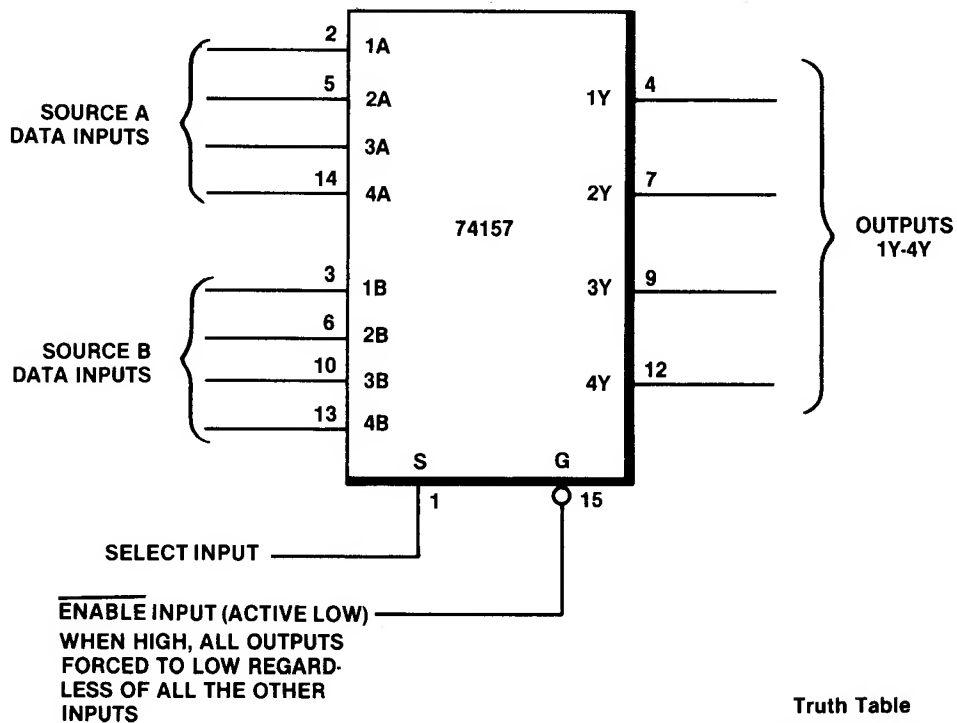 2
1A
5
2A
3A
14
4A
SOURCE A
DATA INPUTS
3
1B
6
2B
10
3B
13
4B
SOURCE B
DATA INPUTS
74157
1Y
4
2Y
7
3Y
9
4Y
12
OUTPUTS
1Y-4Y
S
G
1
15
SELECT INPUT
ENABLE INPUT (ACTIVE LOW)
WHEN HIGH, ALL OUTPUTS
FORCED TO LOW REGARD-
LESS OF ALL THE OTHER
INPUTS
Truth Table